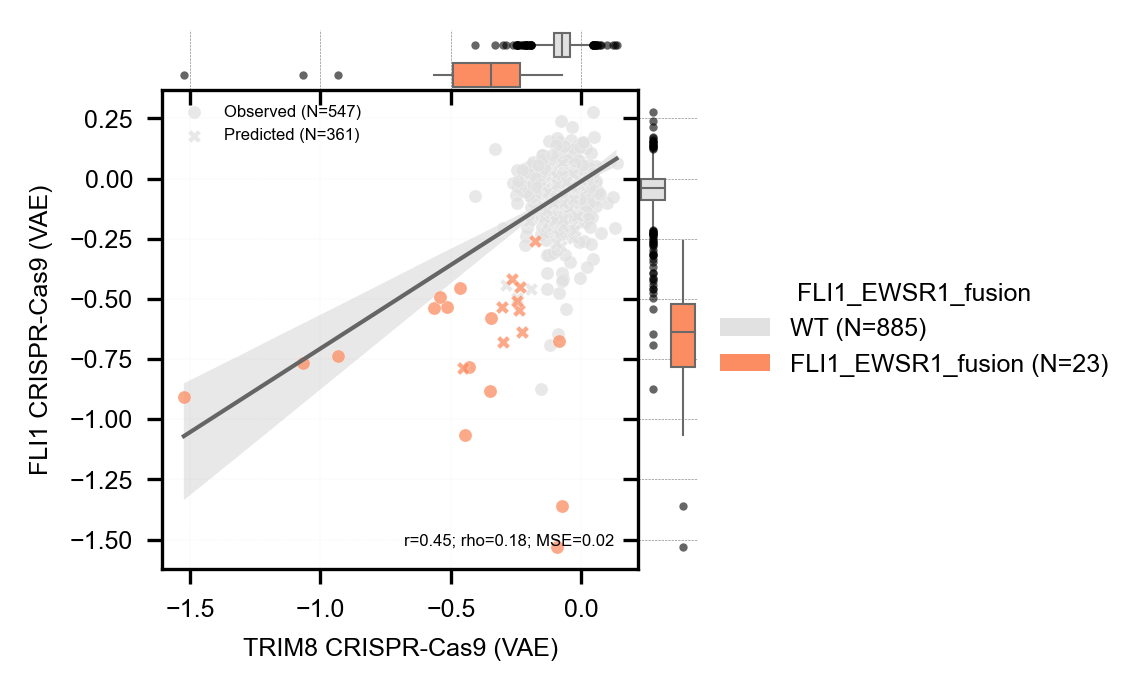 Observed (N=547)
Predicted (N=361)
0.25
0.00
−0.25
−0.50
−0.75
−1.00
−1.25
−1.50
FLI1 CRISPR-Cas9 (VAE)
r=0.45; rho=0.18; MSE=0.02
−1.5
−1.0
−0.5
0.0
TRIM8 CRISPR-Cas9 (VAE)
FLI1_EWSR1_fusion
WT (N=885)
FLI1_EWSR1_fusion (N=23)